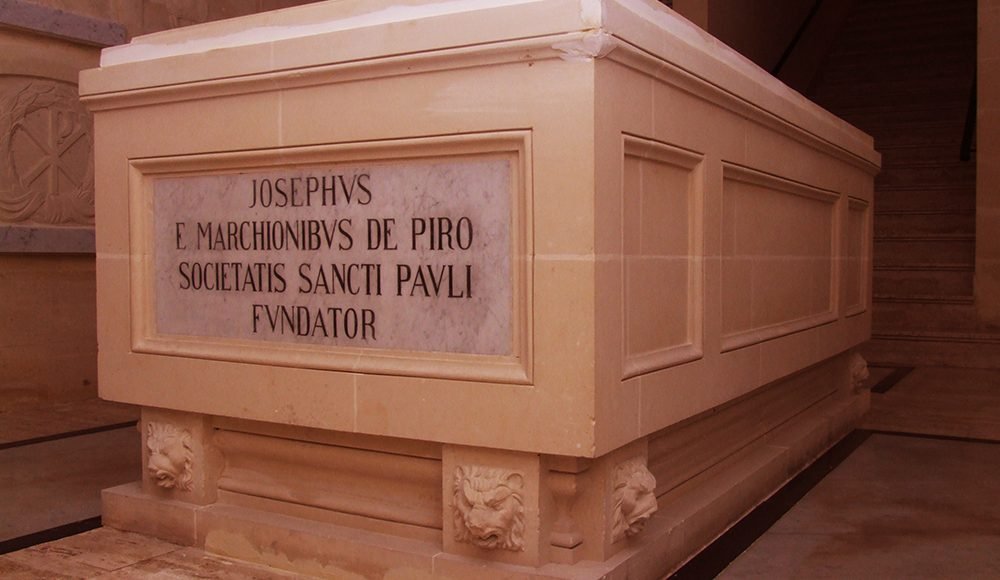 JOSEPHVS
E MARCHIONIBVS DE PIRO
SOCIETATIS SANCTI PAVLI
FVNDATOR